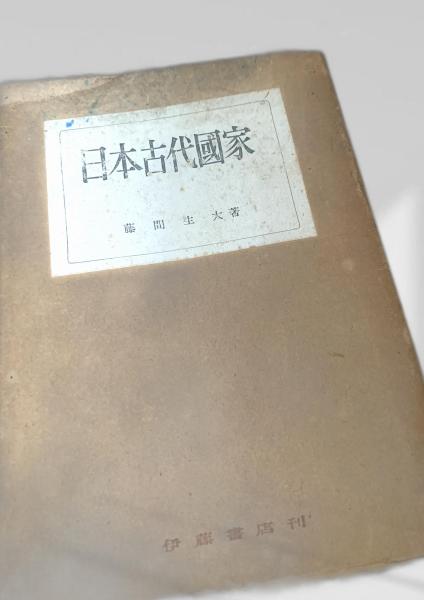 日本古代國家
藤間生大著
伊藤書店刊